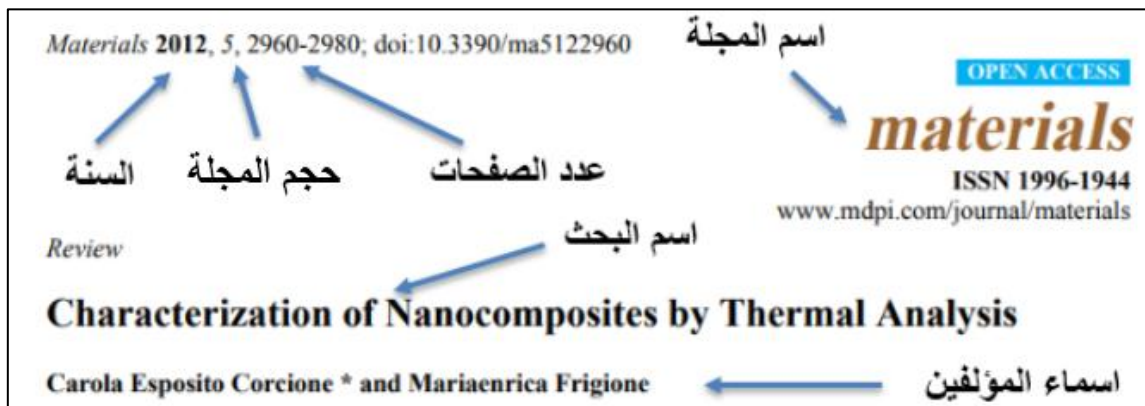 Materials 2012, 5, 2960-2980; doi:10.3390/ma5122960
اسم المجلة
OPEN ACCESS
materials
ISSN 1996-1944
www.mdpi.com/journal/materials
السنة
حجم المجلة
عدد الصفحات
Review
اسم البحث
Characterization of Nanocomposites by Thermal Analysis
Carola Esposito Corcione * and Mariaenrica Frigione
اسماء المؤلفين